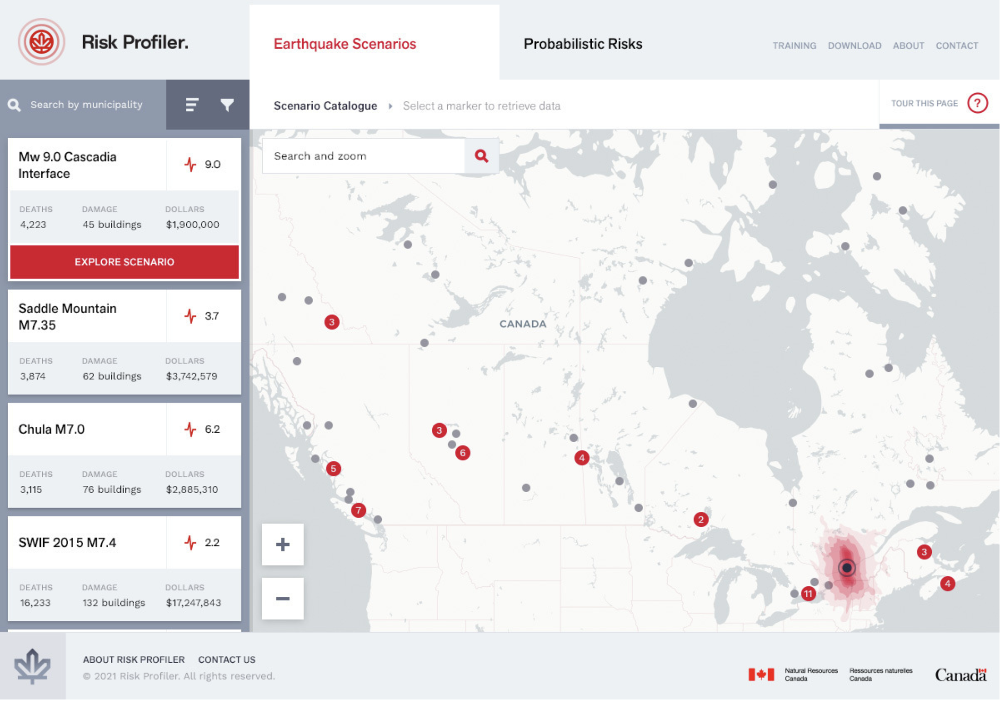 Risk Profiler.
Earthquake Scenarios
Probabilistic Risks
TRAINING DOWNLOAD ABOUT CONTACT
Search by municipality
Scenario Catalogue
Select a marker to retrieve data
TOUR THIS PAGE ?
Mw 9.0 Cascadia
Interface
9.0
DEATHS DAMAGE DOLLARS
4,223 45 buildings $1,900,000
EXPLORE SCENARIO
Saddle Mountain
M7.35
3.7
DEATHS DAMAGE DOLLARS
3,874 62 buildings $3,742,579
Chula M7.0
6.2
DEATHS DAMAGE DOLLARS
3,115 76 buildings $2,885,310
SWIF 2015 M7.4
2.2
DEATHS DAMAGE DOLLARS
16,233 132 buildings $17,247,843
Search and zoom
3
CANADA
3
6
4
5
7
2
3
4
11
+
−
ABOUT RISK PROFILER CONTACT US
© 2021 Risk Profiler. All rights reserved.
Natural Resources
Canada
Ressources naturelles
Canada
Canada